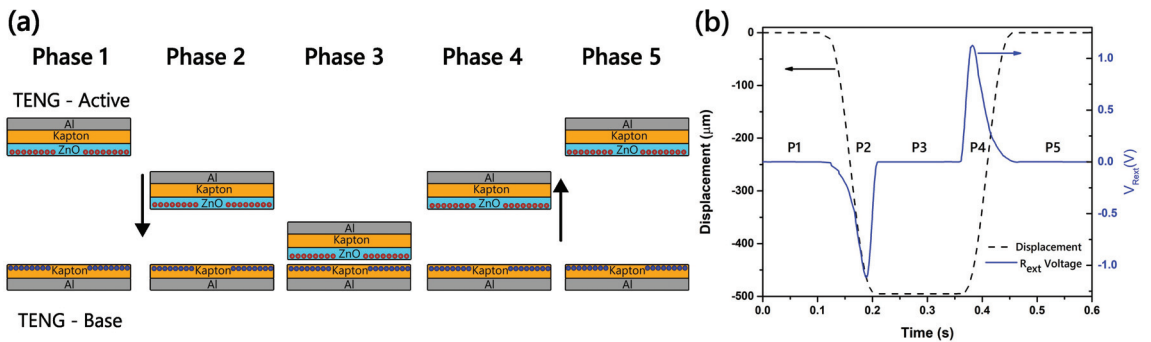 (a)
Phase 1 Phase 2 Phase 3 Phase 4 Phase 5
TENG - Active
Al
Kapton
ZnO
Al
Kapton
ZnO
Al
Kapton
ZnO
Al
Kapton
ZnO
Al
Kapton
ZnO
Kapton
Al
Kapton
Al
Kapton
Al
Kapton
Al
Kapton
Al
TENG - Base
(b)
Displacement (μm)
0
-100
-200
-300
-400
-500
P1 P2 P3 P4 P5
Displacement
Rext Voltage
1.0
0.5
0.0
-0.5
-1.0
VRext(V)
0.0 0.1 0.2 0.3 0.4 0.5 0.6
Time (s)